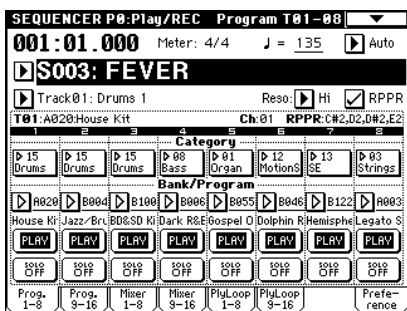 SEQUENCER P0:Play/REC Program T01-08
001:01.000 Meter: 4/4 ♩= 135 Auto
S003: FEVER
Track01: Drums 1 Reso: Hi RPPR
T01:A020:House Kit Ch:01 RPPR:C#2,D2,D#2,E2
1 2 3 4 5 6 7 8
Category
15 15 15 08 01 12 13 03
Drums Drums Drums Bass Organ MotionS SE Strings
Bank/Program
A020 B004 B100 B006 B055 B046 B122 A003
House Ki Jazz/Bru BD&SD Ki Dark R&E Gospel O Dolphin R Hemisphe Legato S
PLAY PLAY PLAY PLAY PLAY PLAY PLAY PLAY
SOLO SOLO SOLO SOLO SOLO SOLO SOLO SOLO
OFF OFF OFF OFF OFF OFF OFF OFF
Prog. Prog. Mixer Mixer PlyLoop PlyLoop Prefe-
1-8 9-16 1-8 9-16 1-8 9-16 rence